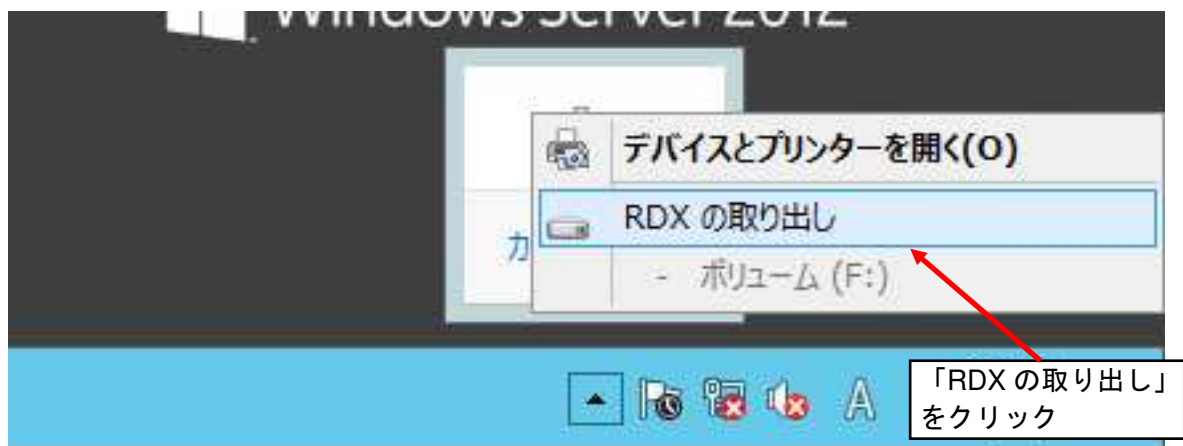 Windows Server 2012
デバイスとプリンターを開く(O)
RDX の取り出し
カ
- ボリューム (F:)
A
「RDX の取り出し」
をクリック